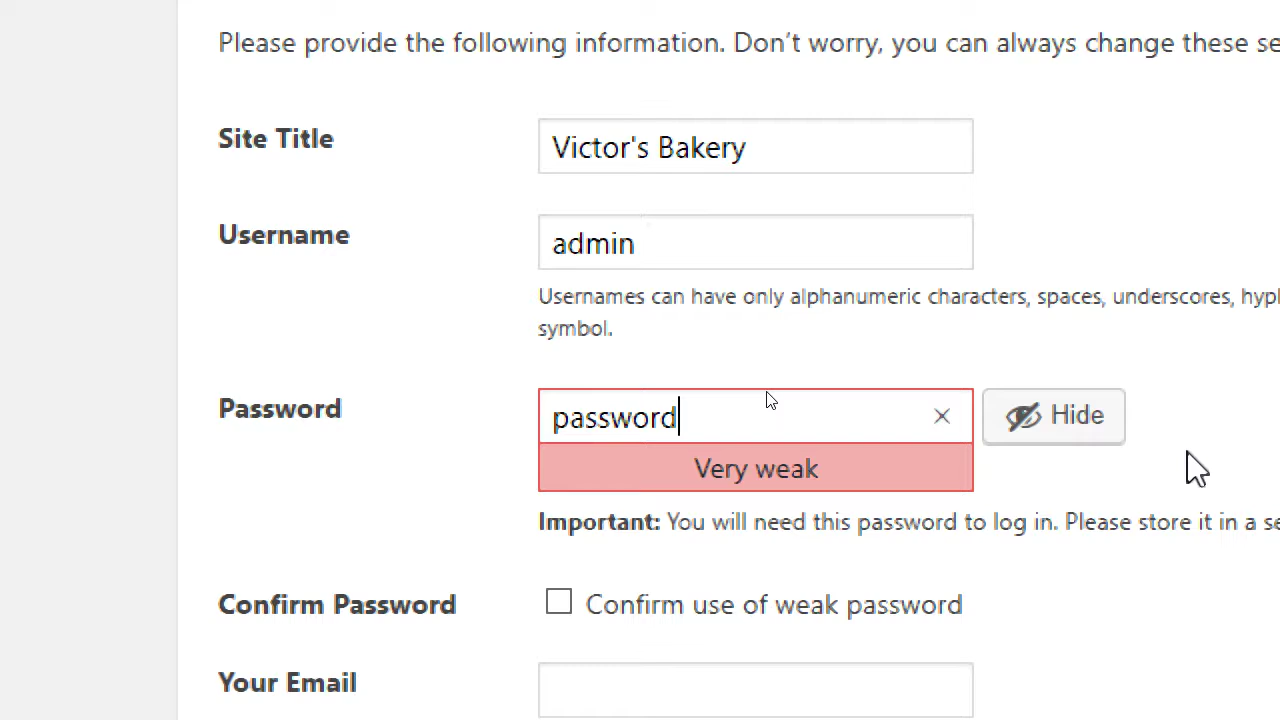 Please provide the following information. Don’t worry, you can always change these se
Site Title
Victor's Bakery
Username
admin
Usernames can have only alphanumeric characters, spaces, underscores, hyp
symbol.
Password
password
Hide
Very weak
Important: You will need this password to log in. Please store it in a se
Confirm Password
Confirm use of weak password
Your Email